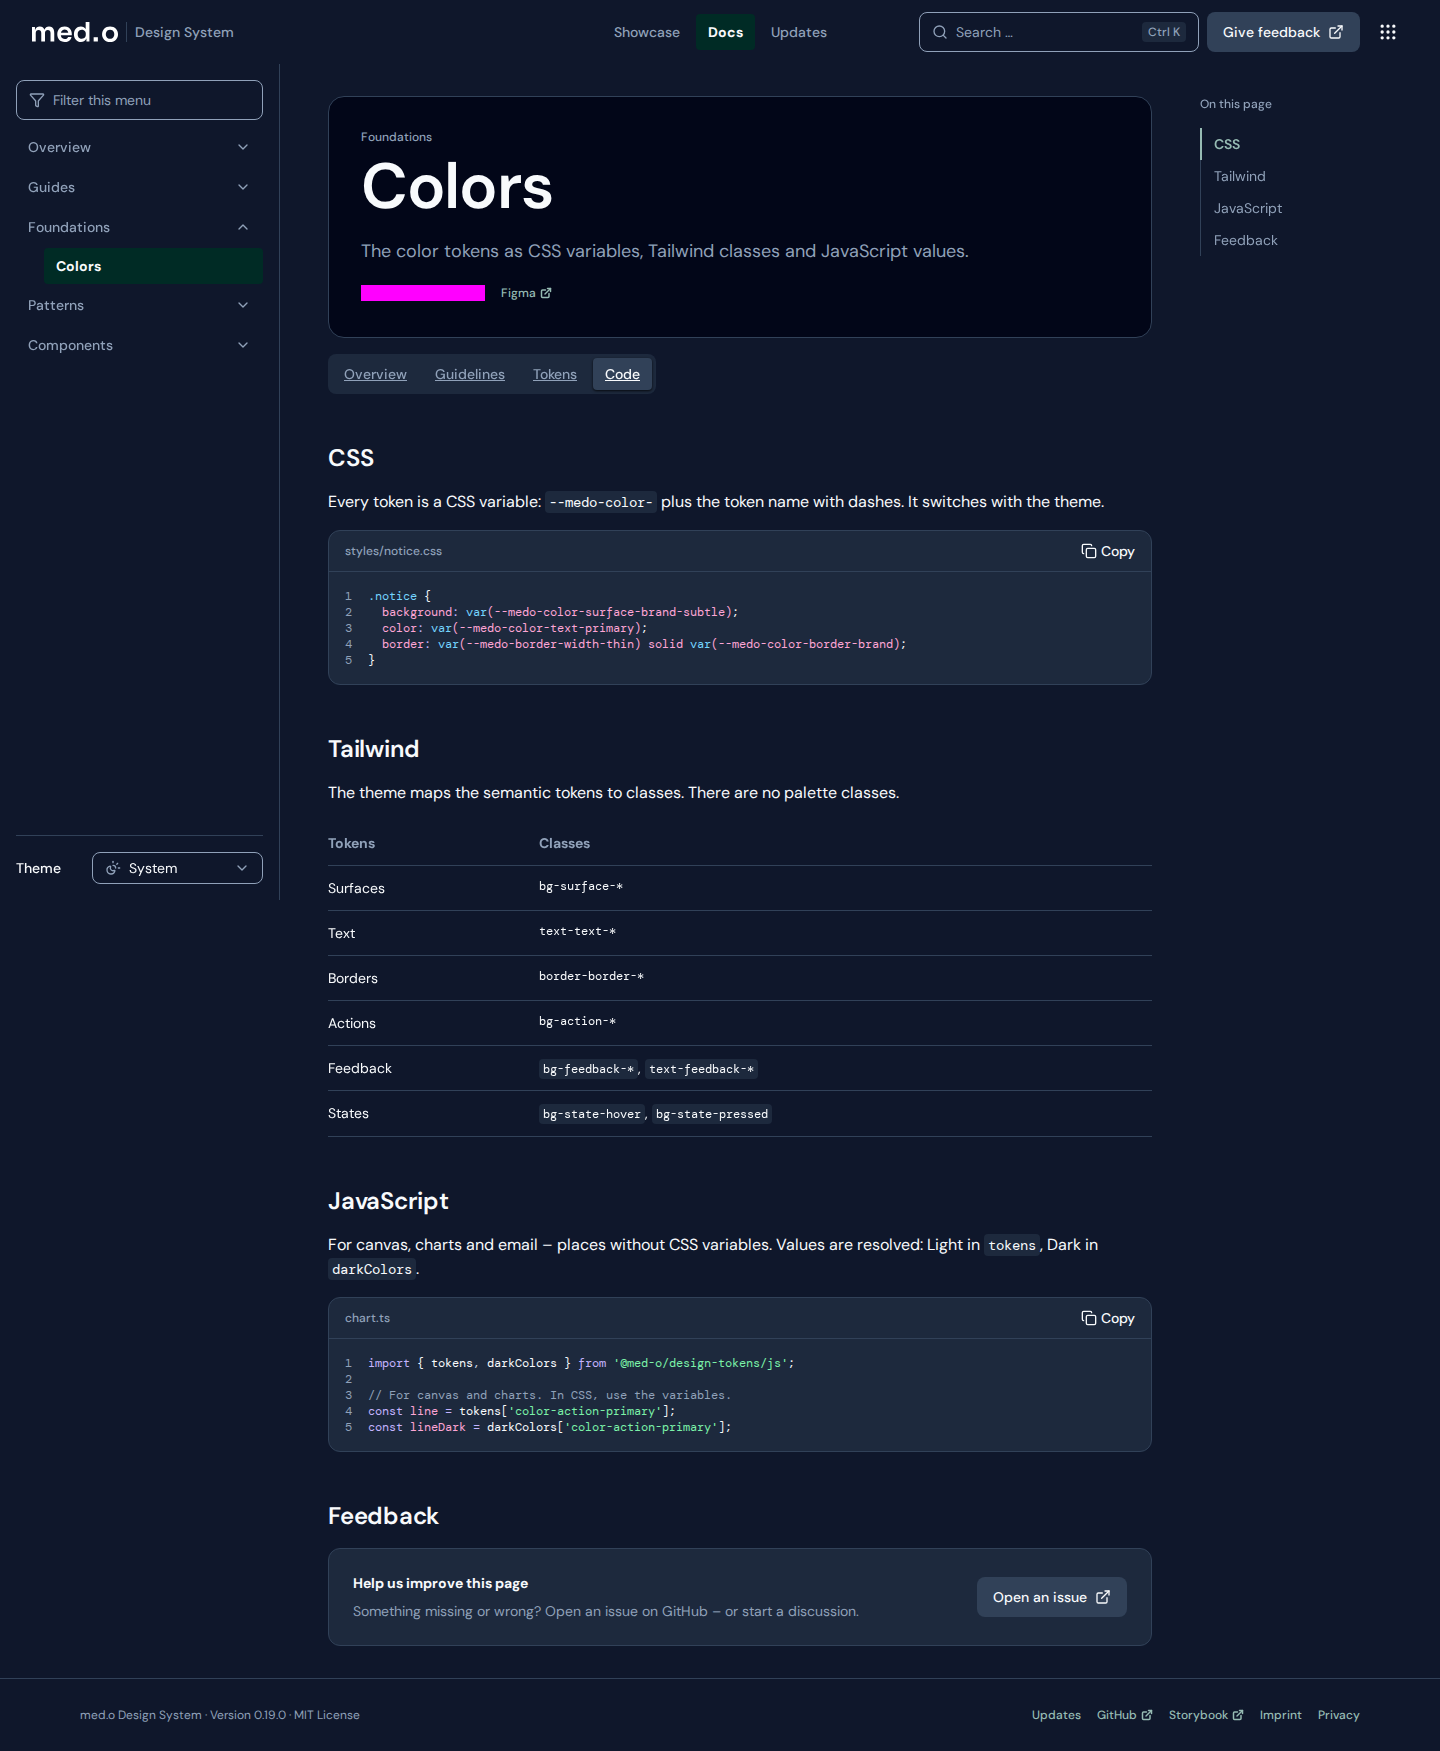 med.o
Design System
Showcase
Docs
Updates
Search ...
Ctrl K
Give feedback
Filter this menu
Overview
Guides
Foundations
Colors
Patterns
Components
Theme
System
Foundations
Colors
The color tokens as CSS variables, Tailwind classes and JavaScript values.
Figma
Overview
Guidelines
Tokens
Code
CSS
Every token is a CSS variable: --medo-color- plus the token name with dashes. It switches with the theme.
styles/notice.css
Copy
1 .notice {
2   background: var(--medo-color-surface-brand-subtle);
3   color: var(--medo-color-text-primary);
4   border: var(--medo-border-width-thin) solid var(--medo-color-border-brand);
5 }
Tailwind
The theme maps the semantic tokens to classes. There are no palette classes.
Tokens Classes
Surfaces bg-surface-*
Text text-text-*
Borders border-border-*
Actions bg-action-*
Feedback bg-feedback-*, text-feedback-*
States bg-state-hover, bg-state-pressed
JavaScript
For canvas, charts and email – places without CSS variables. Values are resolved: Light in tokens, Dark in
darkColors.
chart.ts
Copy
1 import { tokens, darkColors } from '@med-o/design-tokens/js';
2
3 // For canvas and charts. In CSS, use the variables.
4 const line = tokens['color-action-primary'];
5 const lineDark = darkColors['color-action-primary'];
Feedback
Help us improve this page
Something missing or wrong? Open an issue on GitHub – or start a discussion.
Open an issue
On this page
CSS
Tailwind
JavaScript
Feedback
med.o Design System · Version 0.19.0 · MIT License
Updates
GitHub
Storybook
Imprint
Privacy